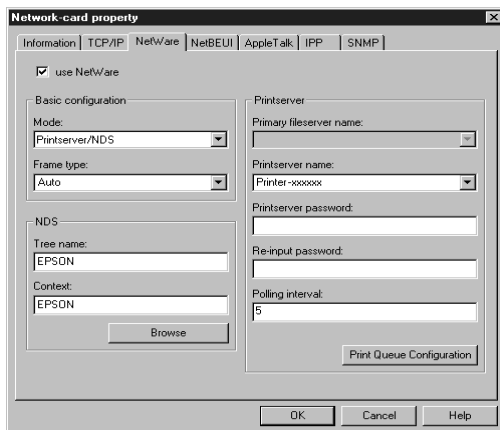 Network-card property
Information TCP/IP NetWare NetBEUI AppleTalk IPP SNMP
use NetWare
Basic configuration
Mode:
Printserver/NDS
Frame type:
Auto
NDS
Tree name:
EPSON
Context:
EPSON
Browse
Printserver
Primary fileserver name:
Printserver name:
Printer-xxxxxx
Printserver password:
Re-input password:
Polling interval:
5
Print Queue Configuration
OK Cancel Help